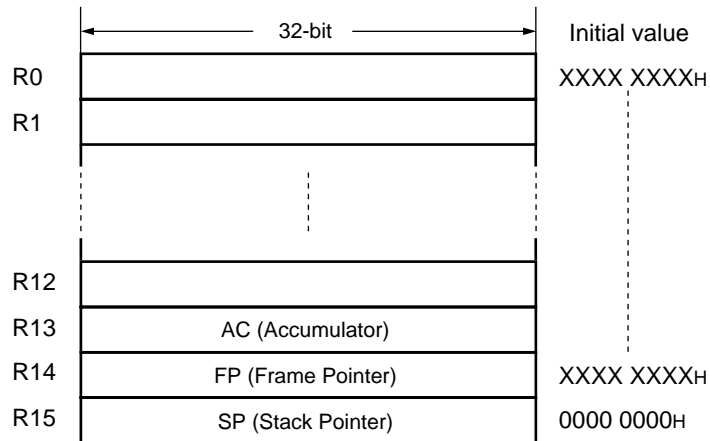 32-bit
Initial value
R0 XXXX XXXXH
R1
R12
R13 AC (Accumulator)
R14 FP (Frame Pointer) XXXX XXXXH
R15 SP (Stack Pointer) 0000 0000H